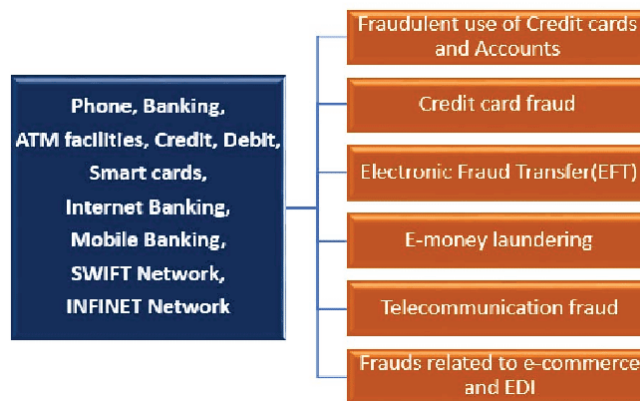 Phone, Banking,
ATM facilities, Credit, Debit,
Smart cards,
Internet Banking,
Mobile Banking,
SWIFT Network,
INFINET Network
Fraudulent use of Credit cards
and Accounts
Credit card fraud
Electronic Fraud Transfer(EFT)
E-money laundering
Telecommunication fraud
Frauds related to e-commerce
and EDI